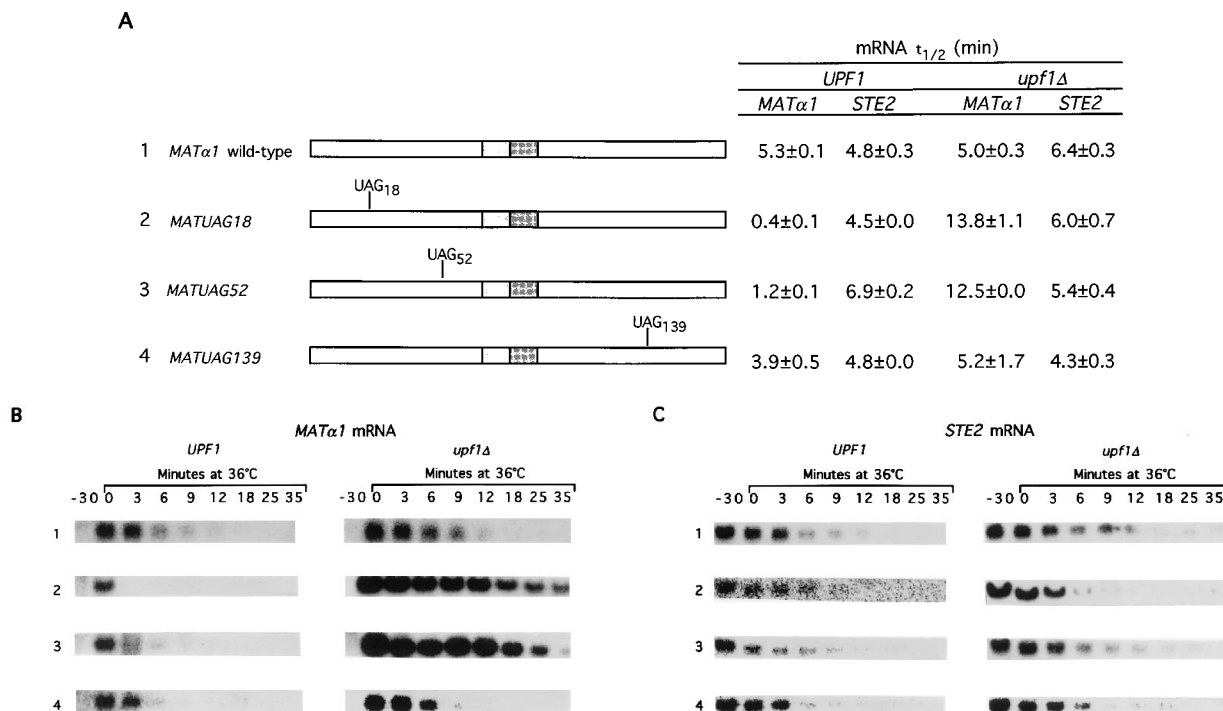 A
mRNA t1/2 (min)
UPF1 upf1Δ
MATα1 STE2 MATα1 STE2
1 MATα1 wild-type 5.3±0.1 4.8±0.3 5.0±0.3 6.4±0.3
UAG18
2 MATUAG18 0.4±0.1 4.5±0.0 13.8±1.1 6.0±0.7
UAG52
3 MATUAG52 1.2±0.1 6.9±0.2 12.5±0.0 5.4±0.4
UAG139
4 MATUAG139 3.9±0.5 4.8±0.0 5.2±1.7 4.3±0.3
B
MATα1 mRNA
UPF1 upf1Δ
Minutes at 36°C Minutes at 36°C
-30 0 3 6 9 12 18 25 35 -30 0 3 6 9 12 18 25 35
1
2
3
4
C
STE2 mRNA
UPF1 upf1Δ
Minutes at 36°C Minutes at 36°C
-30 0 3 6 9 12 18 25 35 -30 0 3 6 9 12 18 25 35
1
2
3
4